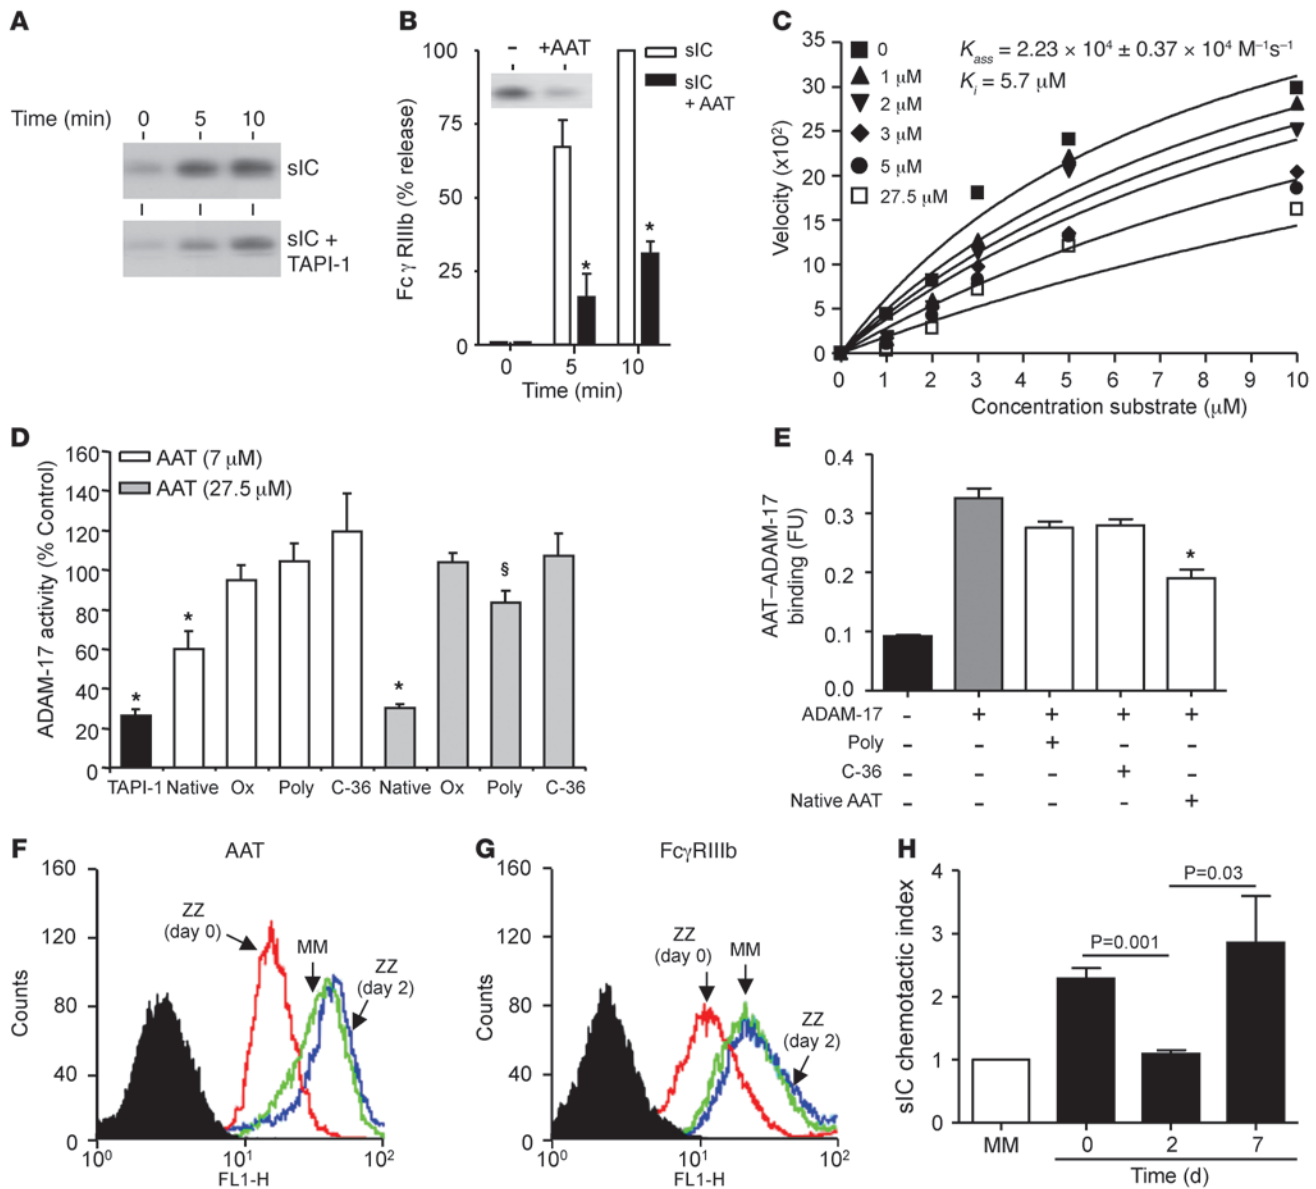 A
Time (min) 0 5 10
sIC
sIC +
TAPI-1
B
100
75
50
25
0
Fc γ RIIIb (% release)
- +AAT
sIC
sIC
+ AAT
*
*
0 5 10
Time (min)
C
35
30
25
20
15
10
5
0
Velocity (x10²)
0
1 μM
2 μM
3 μM
5 μM
27.5 μM
Kass = 2.23 × 10⁴ ± 0.37 × 10⁴ M⁻¹s⁻¹
Ki = 5.7 μM
0 1 2 3 4 5 6 7 8 9 10
Concentration substrate (μM)
D
160
140
120
100
80
60
40
20
0
ADAM-17 activity (% Control)
AAT (7 μM)
AAT (27.5 μM)
*
*
*
§
TAPI-1 Native Ox Poly C-36 Native Ox Poly C-36
E
0.4
0.3
0.2
0.1
0.0
AAT–ADAM-17
binding (FU)
*
ADAM-17 - + + + +
Poly - - + - -
C-36 - - - + -
Native AAT - - - - +
F
AAT
160
120
80
40
0
Counts
ZZ
(day 0)
MM
ZZ
(day 2)
10⁰ 10¹ 10²
FL1-H
G
FcγRIIIb
160
120
80
40
0
Counts
ZZ
(day 0)
MM
ZZ
(day 2)
10⁰ 10¹ 10²
FL1-H
H
4
3
2
1
0
sIC chemotactic index
P=0.001
P=0.03
MM 0 2 7
Time (d)